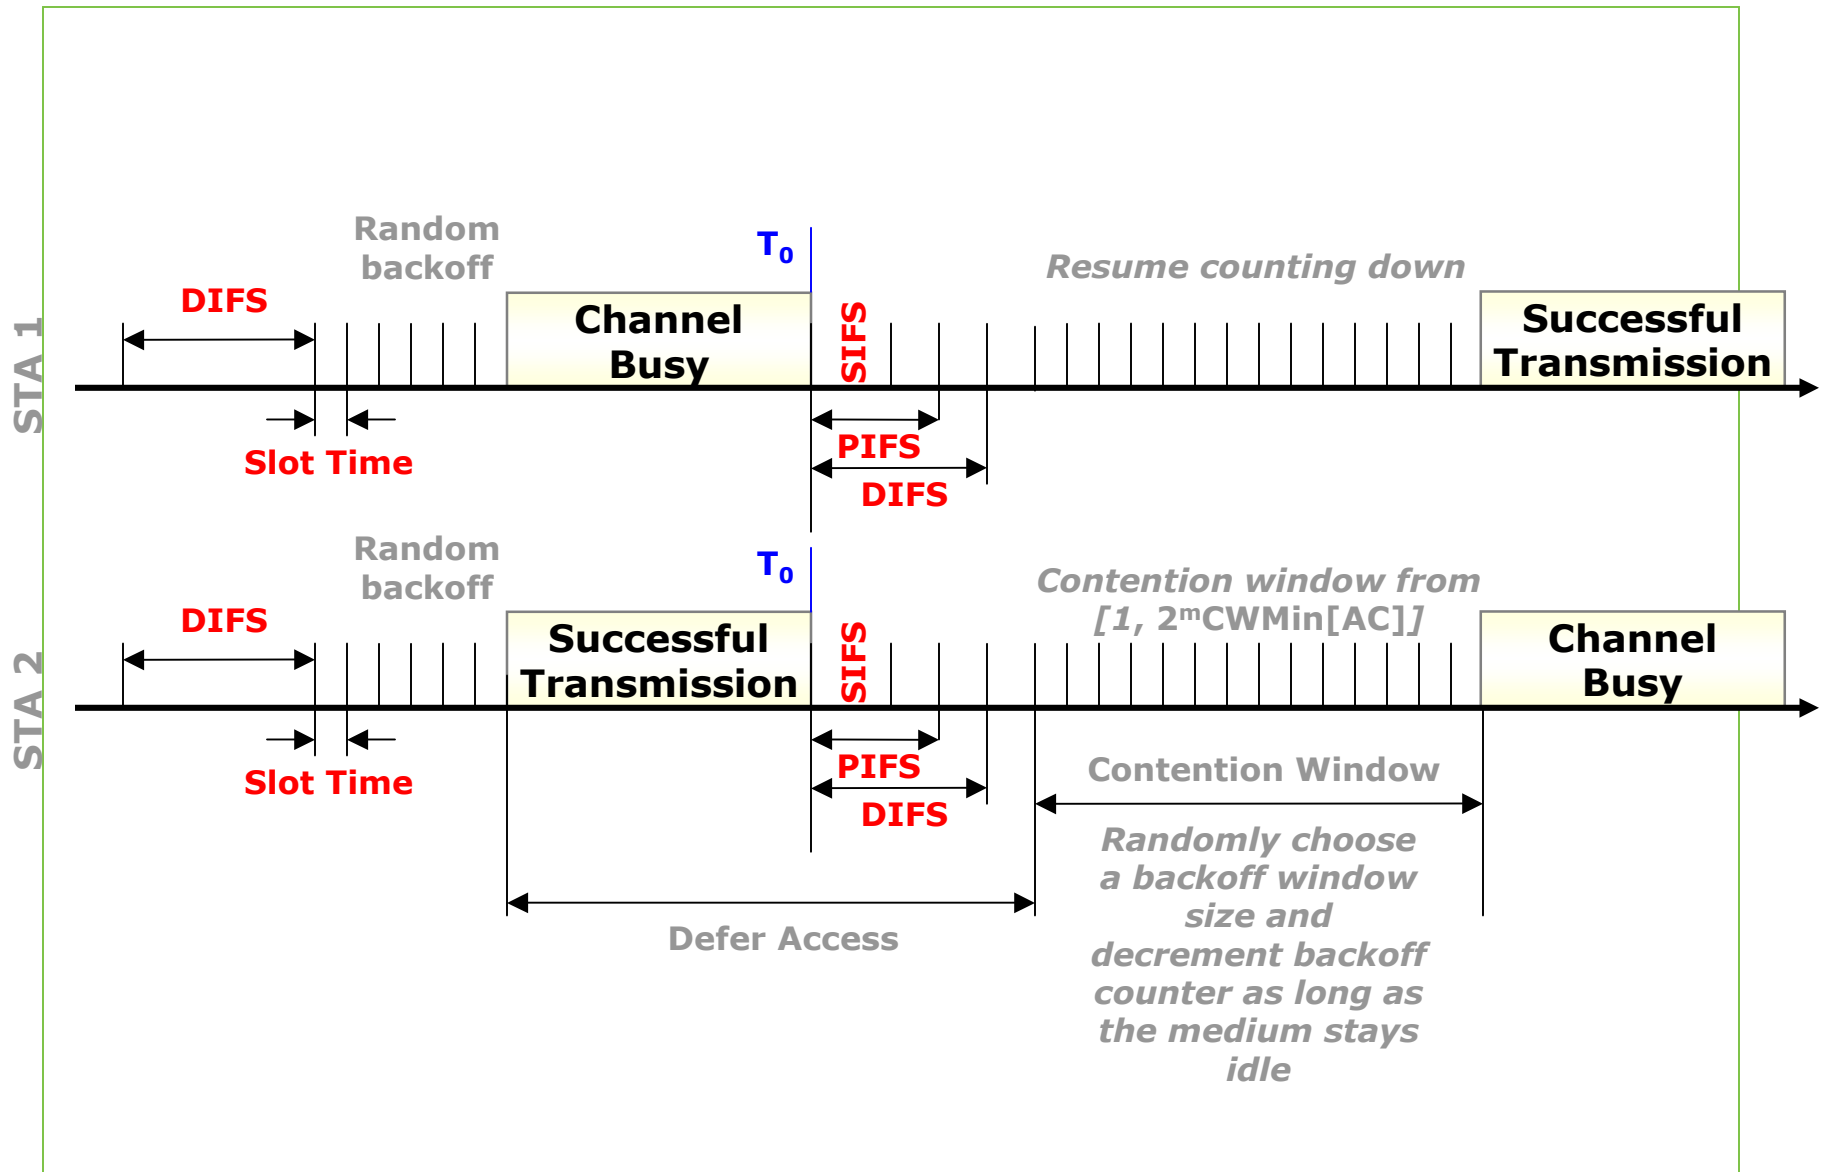 STA 1
Random
backoff
DIFS
T0
Channel
Busy
SIFS
Resume counting down
Successful
Transmission
Slot Time
PIFS
DIFS
STA 2
Random
backoff
DIFS
T0
Successful
Transmission
SIFS
Contention window from
[1, 2ᵐCWMin[AC]]
Channel
Busy
Slot Time
PIFS
DIFS
Contention Window
Defer Access
Randomly choose
a backoff window
size and
decrement backoff
counter as long as
the medium stays
idle